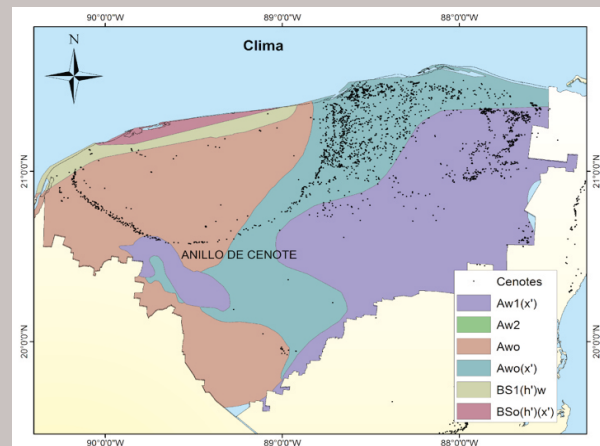 90°0'0"W 89°0'0"W 88°0'0"W
Clima
N
21°0'0"N 21°0'0"N
ANILLO DE CENOTE
20°0'0"N 20°0'0"N
Cenotes
Aw1(x')
Aw2
Awo
Awo(x')
BS1(h')w
BSo(h')(x')
90°0'0"W 89°0'0"W 88°0'0"W